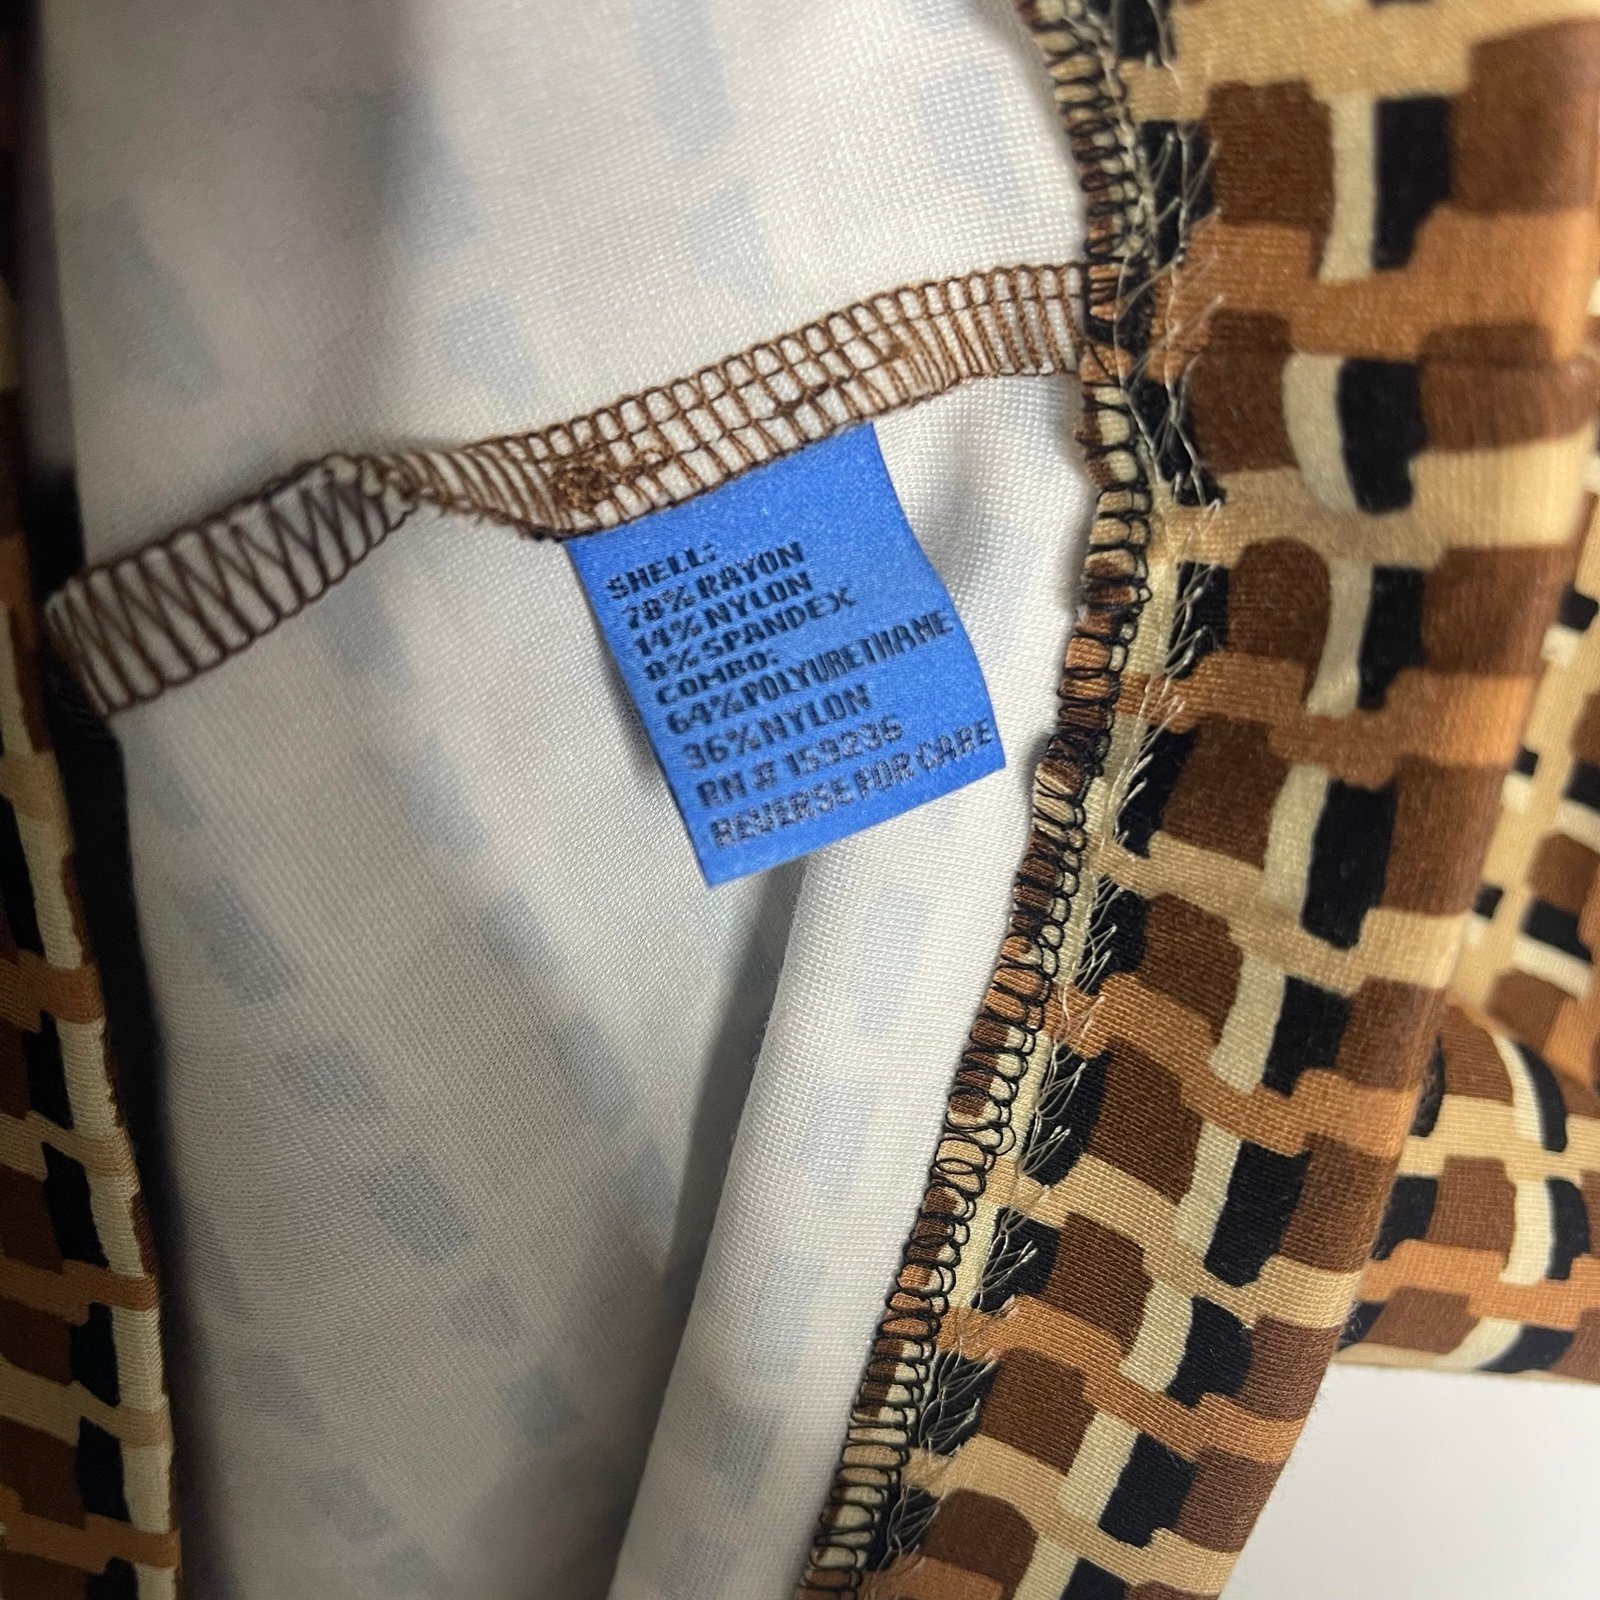 SHELL:
78% RAYON
14% NYLON
8% SPANDEX
COMBO:
64% POLYURETHANE
36% NYLON
RN # 159236
REVERSE FOR CARE